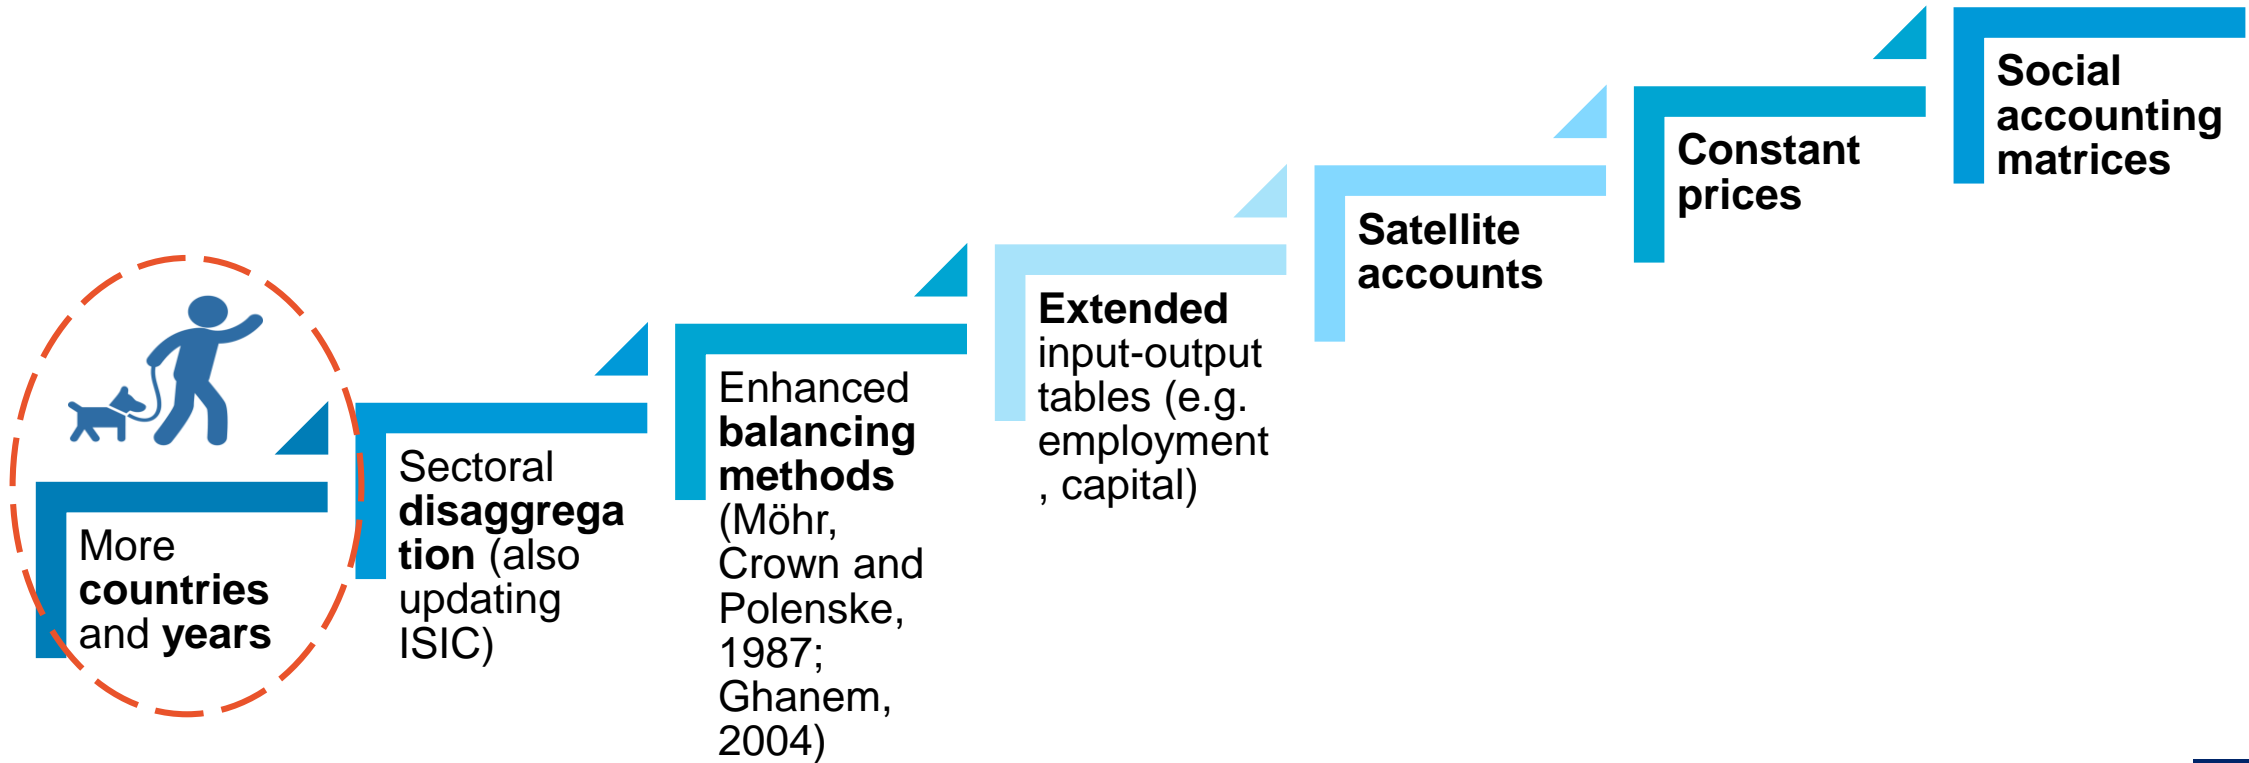 More
countries
and years
Sectoral
disaggrega
tion (also
updating
ISIC)
Enhanced
balancing
methods
(Möhr,
Crown and
Polenske,
1987;
Ghanem,
2004)
Extended
input-output
tables (e.g.
employment
, capital)
Satellite
accounts
Constant
prices
Social
accounting
matrices